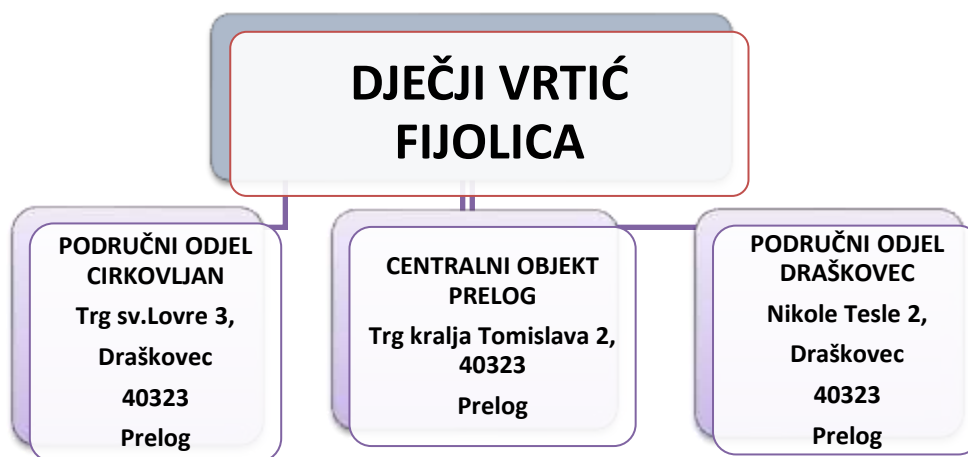 DJEČJI VRTIĆ
FIJOLICA
PODRUČNI ODJEL
CIRKOVLJAN
Trg sv.Lovre 3,
Draškovec
40323
Prelog
CENTRALNI OBJEKT
PRELOG
Trg kralja Tomislava 2,
40323
Prelog
PODRUČNI ODJEL
DRAŠKOVEC
Nikole Tesle 2,
Draškovec
40323
Prelog